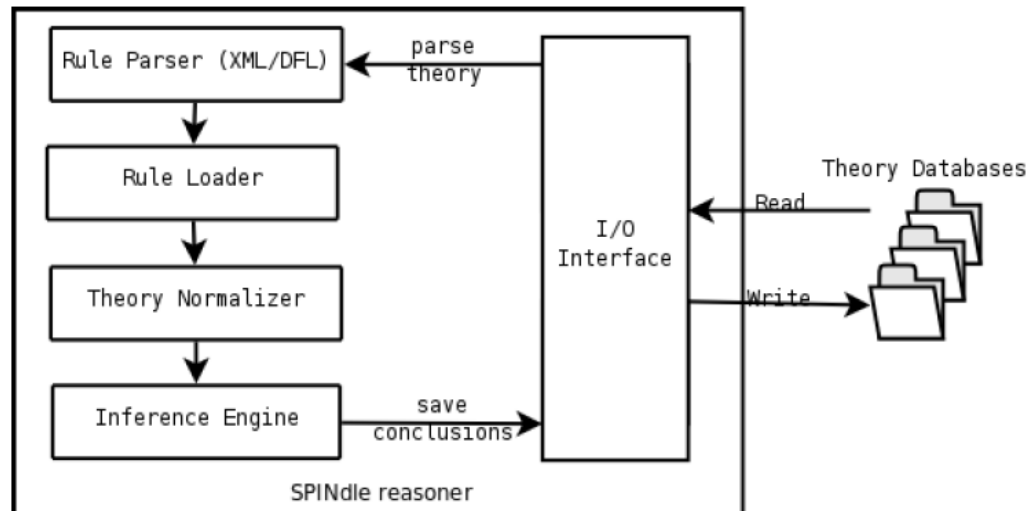 Rule Parser (XML/DFL)
parse
theory
Rule Loader
Theory Databases
Read
I/O
Interface
Theory Normalizer
Write
Inference Engine
save
conclusions
SPINdle reasoner